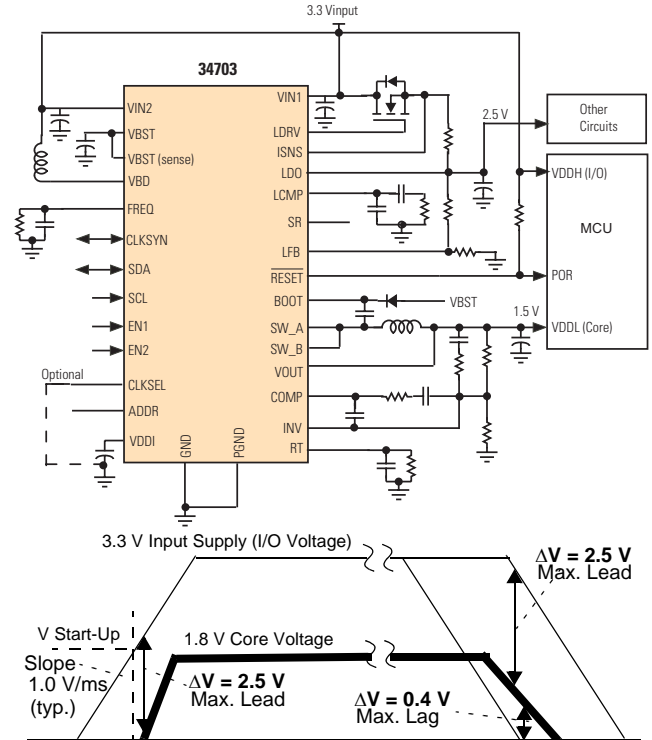 3.3 Vinput
34703
VIN2
VBST
VBST (sense)
VBD
FREQ
CLKSYN
SDA
SCL
EN1
EN2
Optional
CLKSEL
ADDR
VDDI
GND
PGND
VIN1
LDRV
ISNS
LDO
LCMP
SR
LFB
RESET
BOOT
SW_A
SW_B
VOUT
COMP
INV
RT
VBST
2.5 V
1.5 V
Other
Circuits
VDDH (I/O)
MCU
POR
VDDL (Core)
3.3 V Input Supply (I/O Voltage)
ΔV = 2.5 V
Max. Lead
V Start-Up
1.8 V Core Voltage
Slope
1.0 V/ms
(typ.)
ΔV = 2.5 V
Max. Lead
ΔV = 0.4 V
Max. Lag